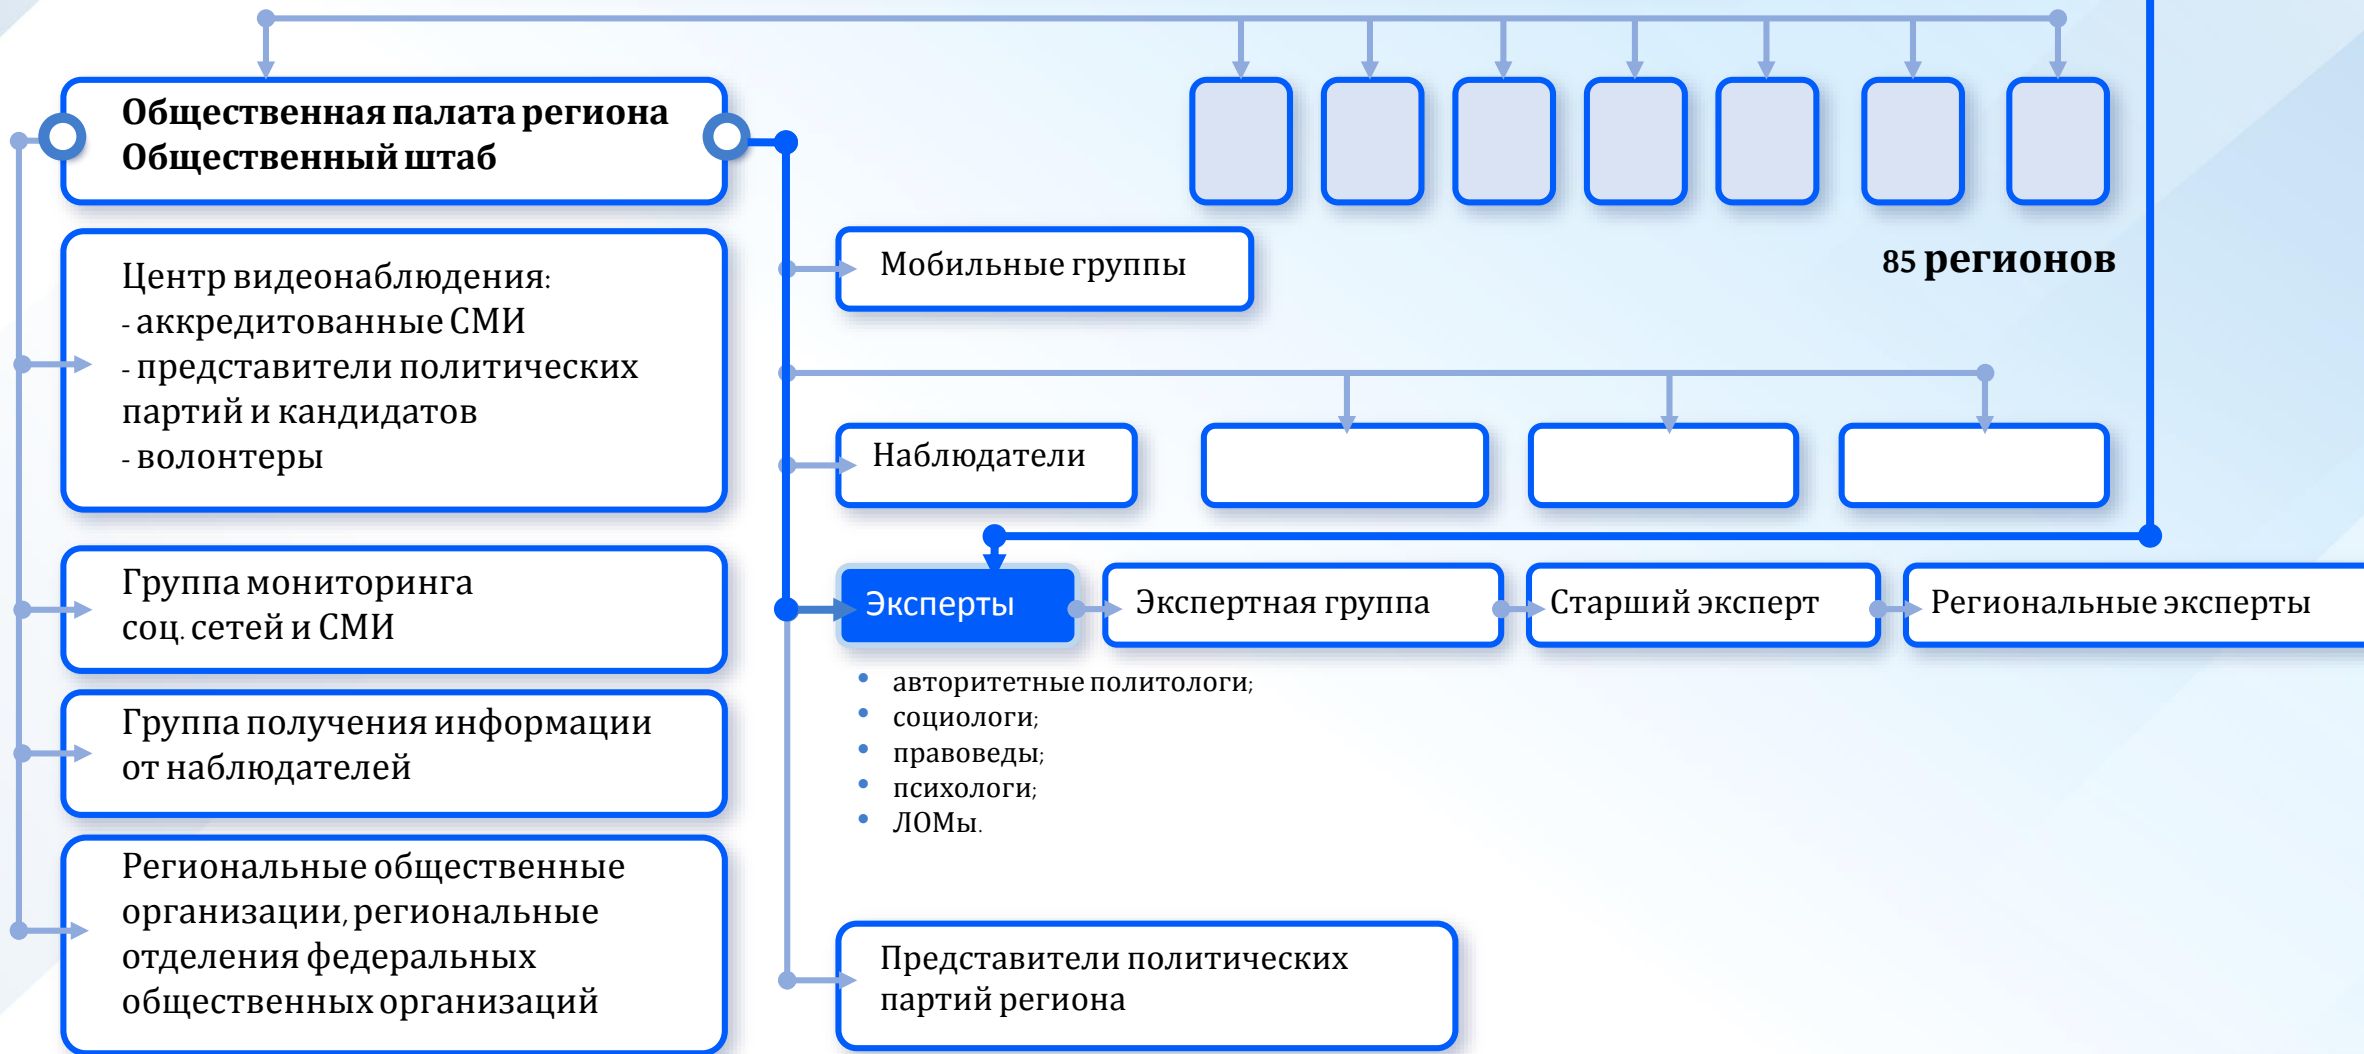 Общественная палата региона
Общественный штаб
85 регионов
Центр видеонаблюдения:
- аккредитованные СМИ
- представители политических
партий и кандидатов
- волонтеры
Группа мониторинга
соц. сетей и СМИ
Группа получения информации
от наблюдателей
Региональные общественные
организации, региональные
отделения федеральных
общественных организаций
Мобильные группы
Наблюдатели
Эксперты
Экспертная группа
Старший эксперт
Региональные эксперты
• авторитетные политологи;
• социологи;
• правоведы;
• психологи;
• ЛОМы.
Представители политических
партий региона